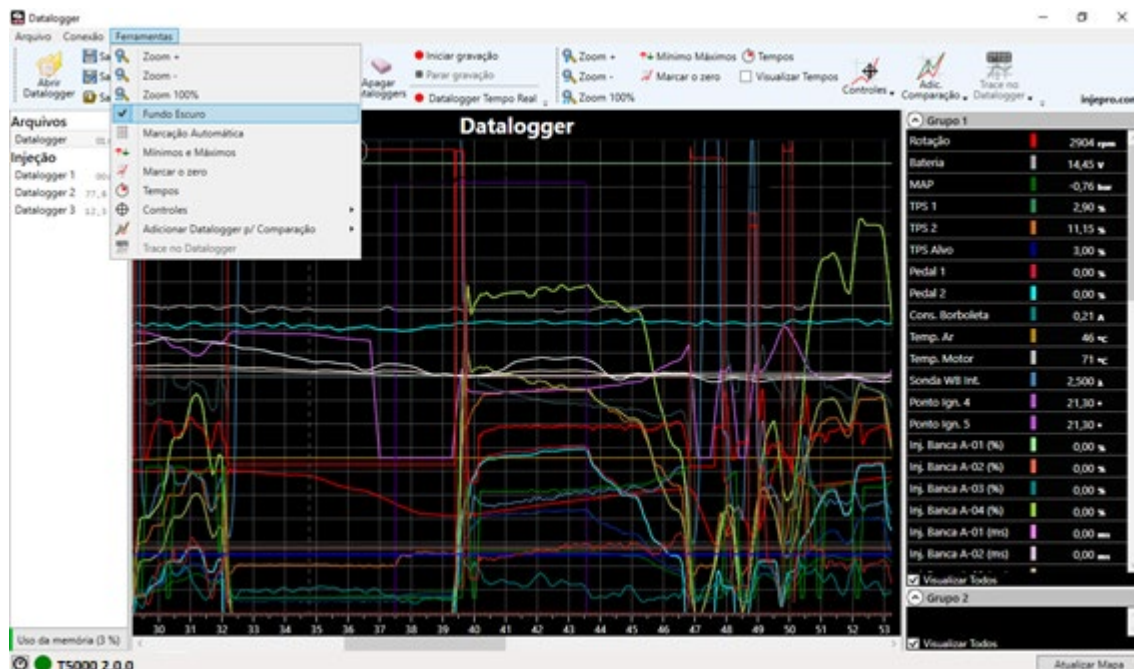 Datalogger
Arquivo Conexão Ferramentas
Abrir Datalogger
Zoom +
Zoom -
Zoom 100%
Fundo Escuro
Marcação Automática
Mínimos e Máximos
Marcar o zero
Tempos
Controles
Adicionar Datalogger p/ Comparação
Trace no Datalogger
Apagar
Iniciar gravação
Parar gravação
Datalogger Tempo Real
Zoom +
Zoom -
Zoom 100%
Mínimo Máximos
Marcar o zero
Tempos
Visualizar Tempos
Controles
Adic. Comparação
Trace no Datalogger
injepro.com
Arquivos
Datalogger
Injeção
Datalogger 1
Datalogger 2
Datalogger 3
Datalogger
30 31 32 33 34 35 36 37 38 39 40 41 42 43 44 45 46 47 48 49 50 51 52 53
Grupo 1
Rotação 2904 rpm
Bateria 14,45 v
MAP -0,76 bar
TPS 1 2,90 %
TPS 2 11,15 %
TPS Alvo 3,00 %
Pedal 1 0,00 %
Pedal 2 0,00 %
Cons. Borboleta 0,21 A
Temp. Ar 46 °C
Temp. Motor 71 °C
Sonda WB Int. 2,500 λ
Ponto Ign. 4 21,30 °
Ponto Ign. 5 21,30 °
Inj. Banca A-01 (%) 0,00 %
Inj. Banca A-02 (%) 0,00 %
Inj. Banca A-03 (%) 0,00 %
Inj. Banca A-04 (%) 0,00 %
Inj. Banca A-01 (ms) 0,00 ms
Inj. Banca A-02 (ms) 0,00 ms
Visualizar Todos
Grupo 2
Visualizar Todos
Uso da memória (3 %)
T5000 2.0.0
Atualizar Mapa